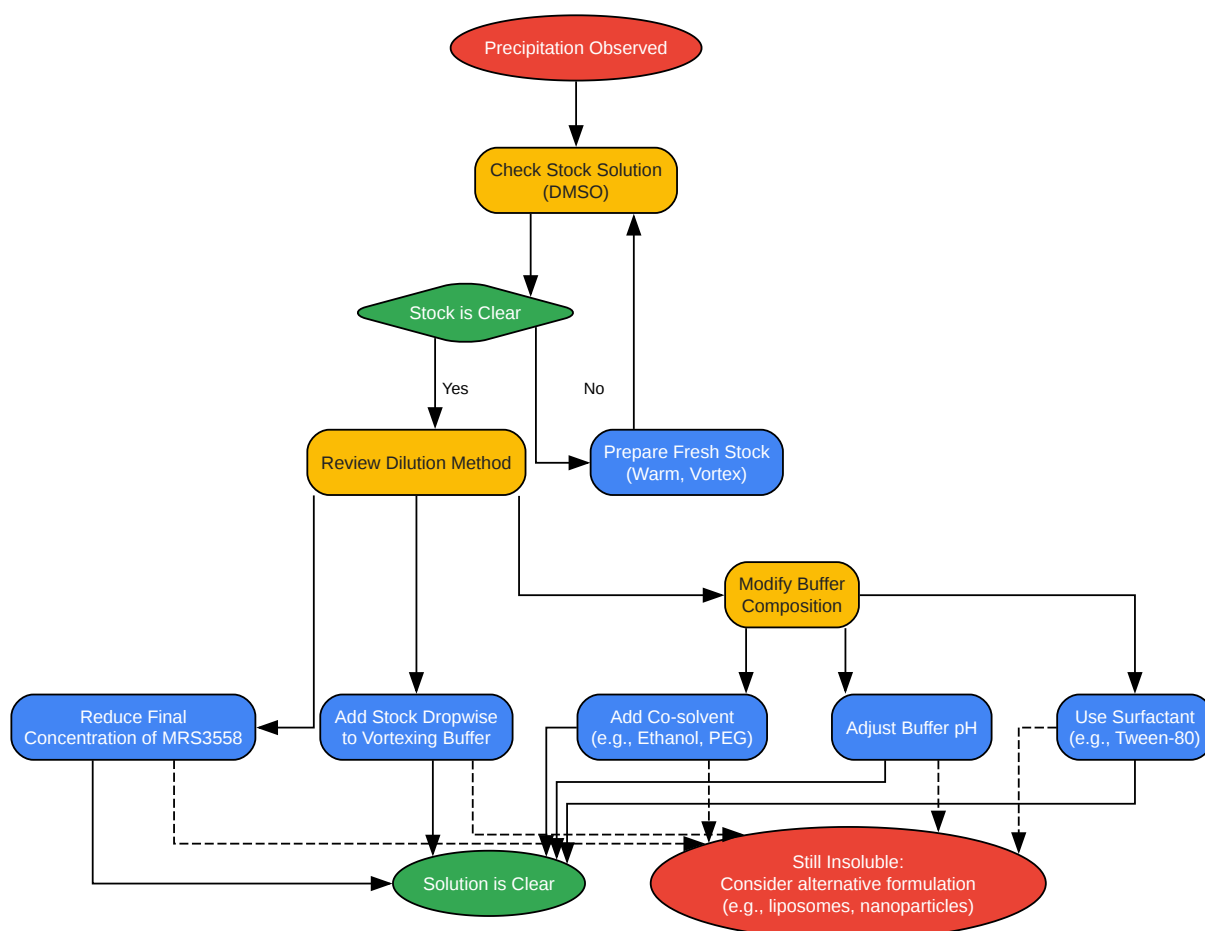 Precipitation Observed
Check Stock Solution
(DMSO)
Stock is Clear
Yes
No
Review Dilution Method
Prepare Fresh Stock
(Warm, Vortex)
Modify Buffer
Composition
Reduce Final
Concentration of MRS3558
Add Stock Dropwise
to Vortexing Buffer
Add Co-solvent
(e.g., Ethanol, PEG)
Adjust Buffer pH
Use Surfactant
(e.g., Tween-80)
Solution is Clear
Still Insoluble:
Consider alternative formulation
(e.g., liposomes, nanoparticles)